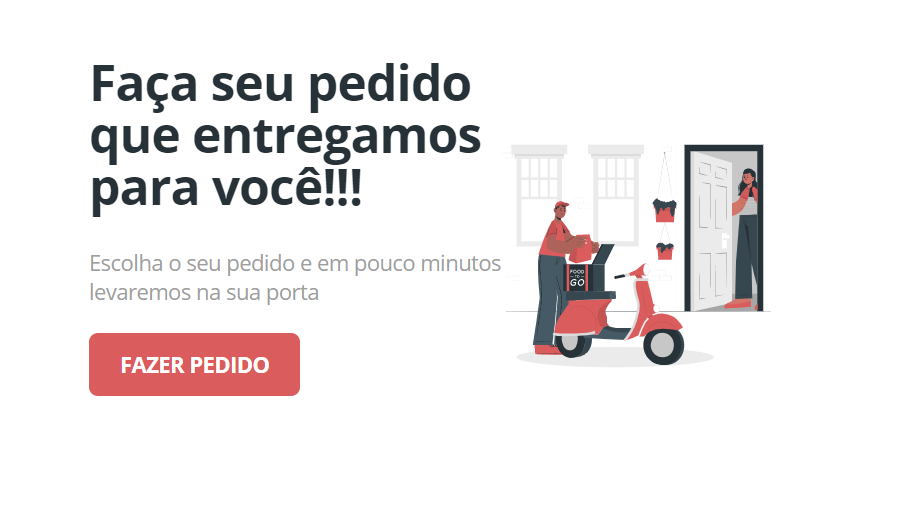 Faça seu pedido
que entregamos
para você!!!
Escolha o seu pedido e em pouco minutos
levaremos na sua porta
FAZER PEDIDO
FOOD
TO
GO